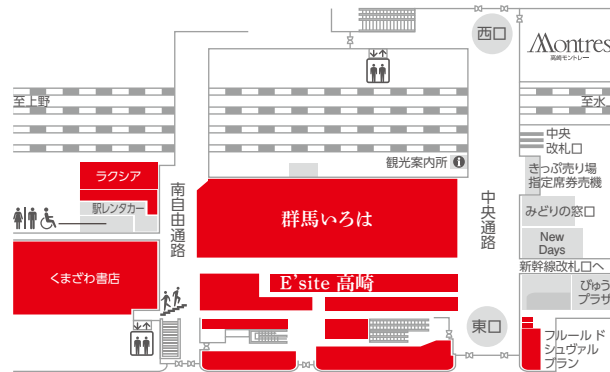 西口
Montres
高崎モントレー
至上野
至水上
中央
改札口
観光案内所
きっぷ売り場
指定席券売機
ラクシア
駅レンタカー
南自由通路
群馬いろは
中央通路
みどりの窓口
New
Days
新幹線改札口へ
くまざわ書店
E'site 高崎
びゅう
プラザ
東口
フルールド
シュヴァル
ブラン